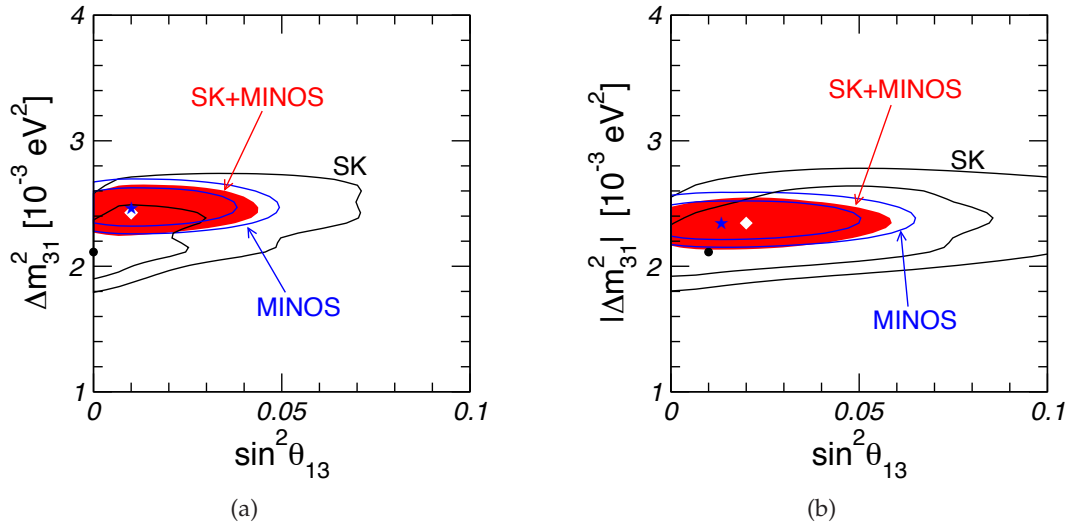 4
3
2
1
Δm²₃₁ [10⁻³ eV²]
SK+MINOS
SK
MINOS
0
0.05
0.1
sin²θ₁₃
(a)
4
3
2
1
|Δm²₃₁| [10⁻³ eV²]
SK+MINOS
SK
MINOS
0
0.05
0.1
sin²θ₁₃
(b)